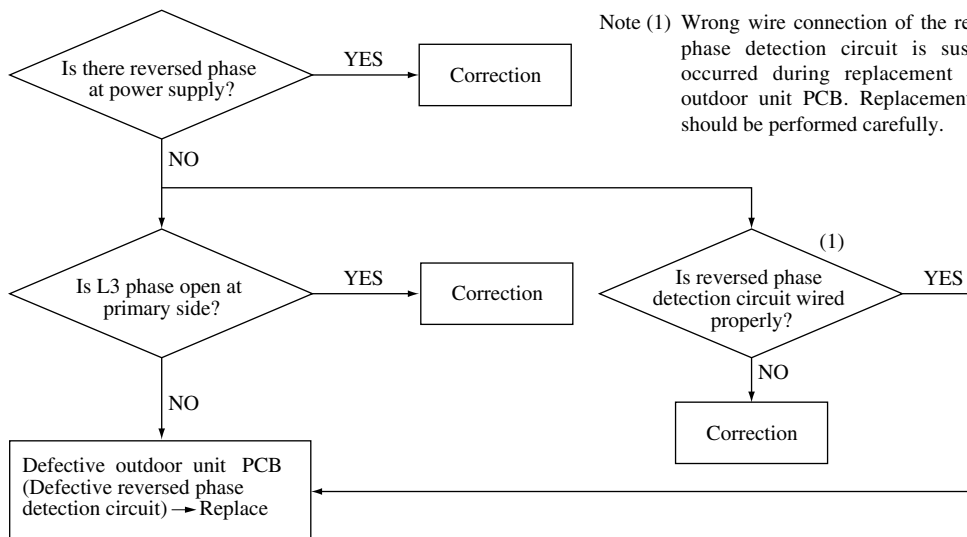 Is there reversed phase
at power supply?
YES
Correction
Note (1) Wrong wire connection of the
phase detection circuit is
occurred during replacement
outdoor unit PCB. Replacement
should be performed carefully.
NO
Is L3 phase open at
primary side?
YES
Correction
(1)
Is reversed phase
detection circuit wired
properly?
YES
NO
NO
Correction
Defective outdoor unit PCB
(Defective reversed phase
detection circuit) → Replace